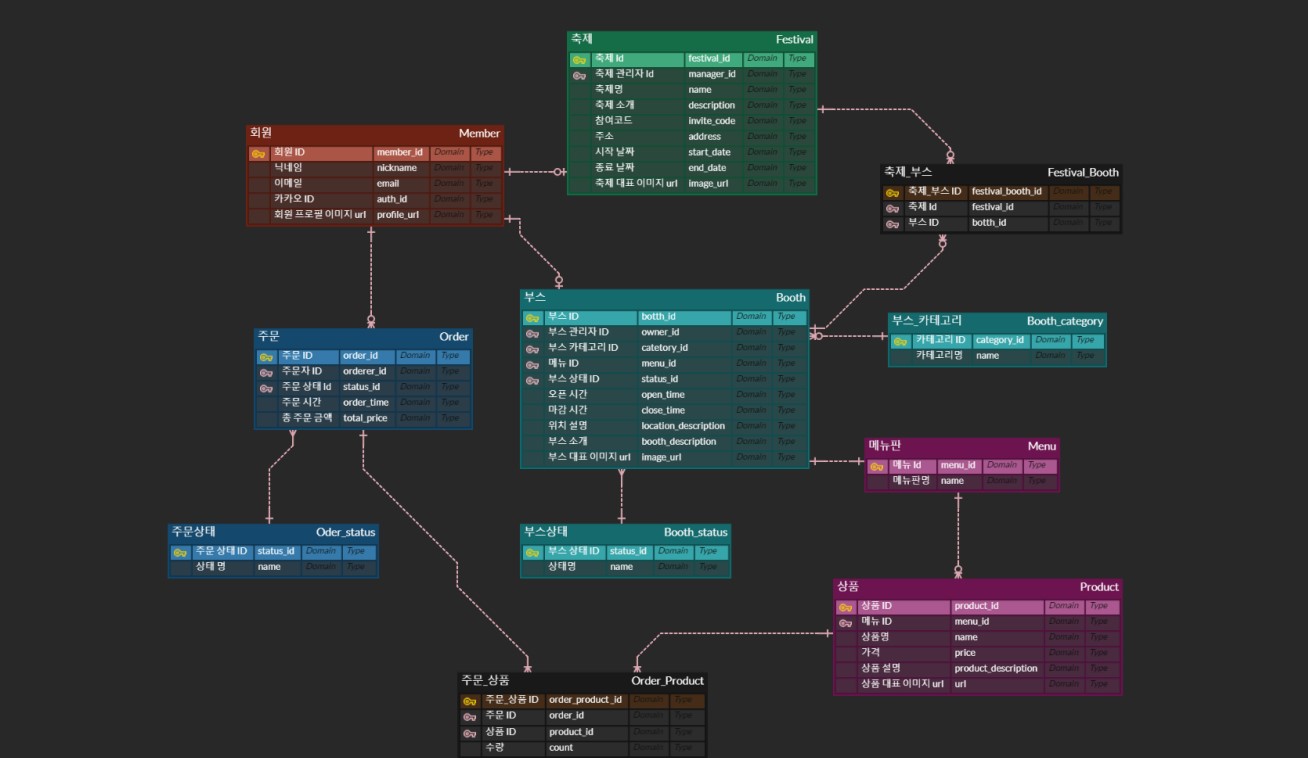 축제 Festival
축제 Id festival_id Domain Type
축제 관리자 Id manager_id Domain Type
축제명 name Domain Type
축제 소개 description Domain Type
참여코드 invite_code Domain Type
주소 address Domain Type
시작 날짜 start_date Domain Type
종료 날짜 end_date Domain Type
축제 대표 이미지 url image_url Domain Type
회원 Member
회원 ID member_id Domain Type
닉네임 nickname Domain Type
이메일 email Domain Type
카카오 ID auth_id Domain Type
회원 프로필 이미지 url profile_url Domain Type
축제_부스 Festival_Booth
축제_부스 ID festival_booth_id Domain Type
축제 Id festival_id Domain Type
부스 ID botth_id Domain Type
부스 Booth
부스 ID botth_id Domain Type
부스 관리자 ID owner_id Domain Type
부스 카테고리 ID catetory_id Domain Type
메뉴 ID menu_id Domain Type
부스 상태 ID status_id Domain Type
오픈 시간 open_time Domain Type
마감 시간 close_time Domain Type
위치 설명 location_description Domain Type
부스 소개 booth_description Domain Type
부스 대표 이미지 url image_url Domain Type
부스_카테고리 Booth_category
카테고리 ID category_id Domain Type
카테고리명 name Domain Type
주문 Order
주문 ID order_id Domain Type
주문자 ID orderer_id Domain Type
주문 상태 Id status_id Domain Type
주문 시간 order_time Domain Type
총 주문 금액 total_price Domain Type
메뉴판 Menu
메뉴 Id menu_id Domain Type
메뉴판명 name Domain Type
주문상태 Oder_status
주문 상태 ID status_id Domain Type
상태 명 name Domain Type
부스상태 Booth_status
부스 상태 ID status_id Domain Type
상태명 name Domain Type
상품 Product
상품 ID product_id Domain Type
메뉴 ID menu_id Domain Type
상품명 name Domain Type
가격 price Domain Type
상품 설명 product_description Domain Type
상품 대표 이미지 url url Domain Type
주문_상품 Order_Product
주문_상품 ID order_product_id Domain Type
주문 ID order_id Domain Type
상품 ID product_id Domain Type
수량 count Domain Type